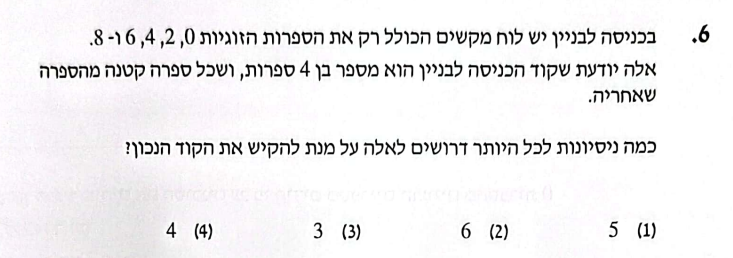 6. בכניסה לבניין יש לוח מקשים הכולל רק את הספרות הזוגיות 0, 2, 4, 6 ו- 8.
אלה יודעת שקוד הכניסה לבניין הוא מספר בן 4 ספרות, ושכל ספרה קטנה מהספרה
שאחריה.
כמה ניסיונות לכל היותר דרושים לאלה על מנת להקיש את הקוד הנכון?
(1) 5 (2) 6 (3) 3 (4) 4